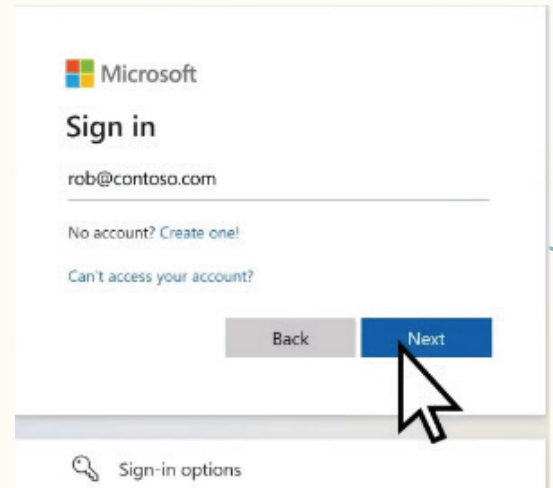 Microsoft
Sign in
rob@contoso.com
No account? Create one!
Can't access your account?
Back Next
Sign-in options